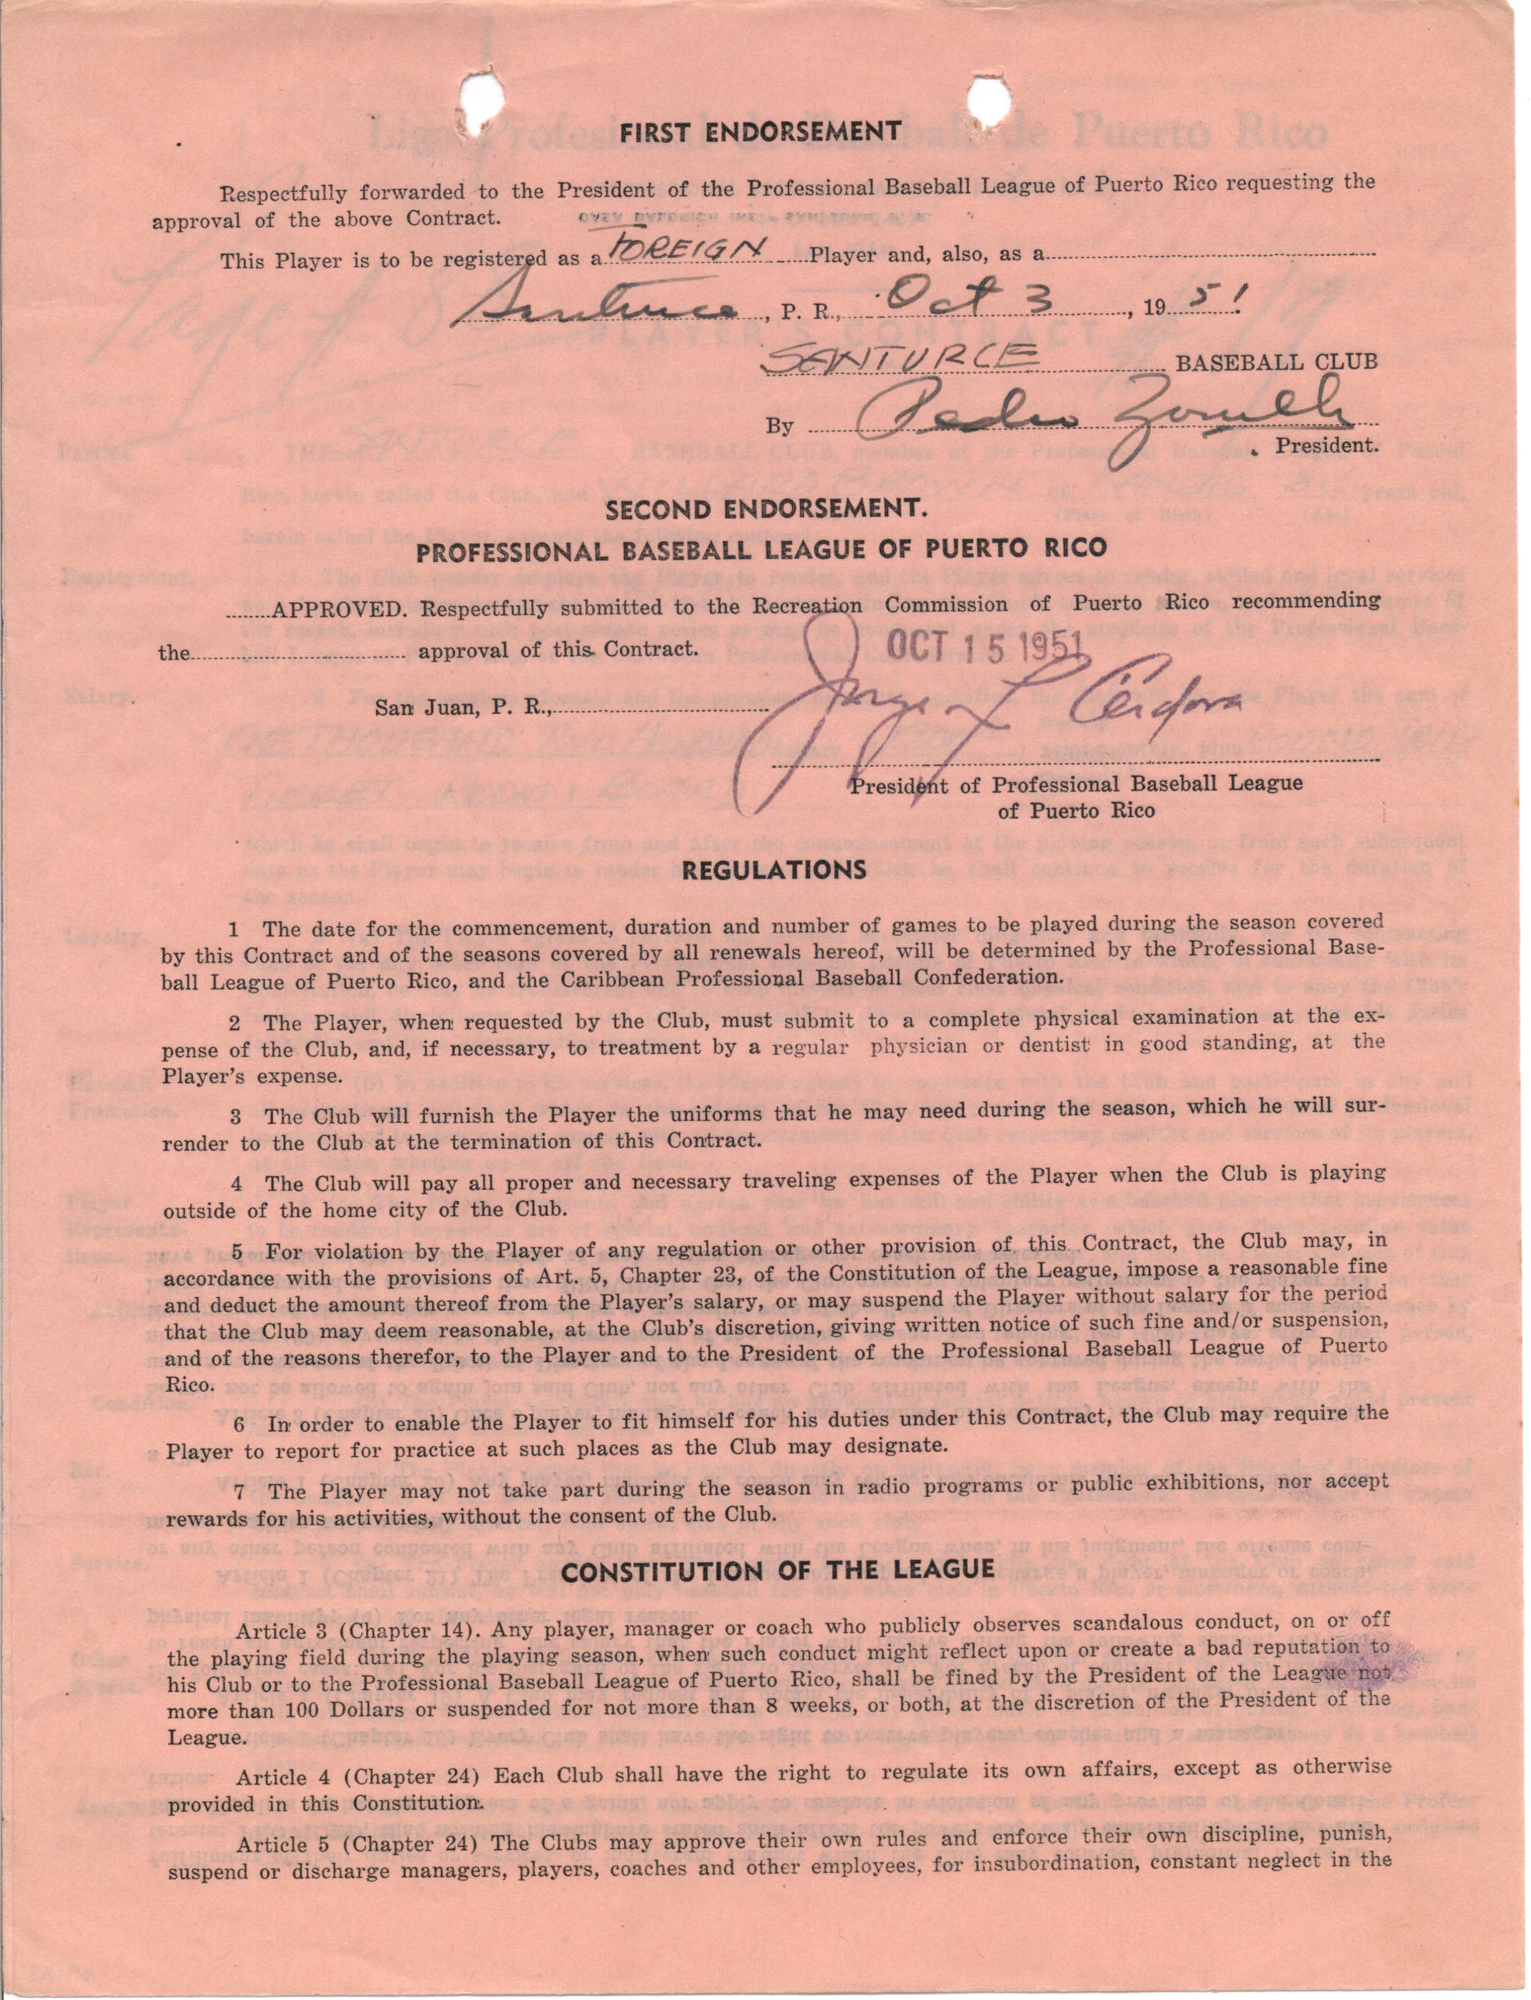 FIRST ENDORSEMENT
Respectfully forwarded to the President of the Professional Baseball League of Puerto Rico requesting the
approval of the above Contract.
This Player is to be registered as a FOREIGN Player and, also, as a
Santurce, P. R., Oct 3, 1951
SANTURCE BASEBALL CLUB
By Pedro Zorrilla
President.
SECOND ENDORSEMENT.
PROFESSIONAL BASEBALL LEAGUE OF PUERTO RICO
APPROVED. Respectfully submitted to the Recreation Commission of Puerto Rico recommending
the approval of this Contract.
OCT 15 1951
San Juan, P. R., Jorge L Córdova
President of Professional Baseball League
of Puerto Rico
REGULATIONS
1 The date for the commencement, duration and number of games to be played during the season covered
by this Contract and of the seasons covered by all renewals hereof, will be determined by the Professional Base-
ball League of Puerto Rico, and the Caribbean Professional Baseball Confederation.
2 The Player, when requested by the Club, must submit to a complete physical examination at the ex-
pense of the Club, and, if necessary, to treatment by a regular physician or dentist in good standing, at the
Player's expense.
3 The Club will furnish the Player the uniforms that he may need during the season, which he will sur-
render to the Club at the termination of this Contract.
4 The Club will pay all proper and necessary traveling expenses of the Player when the Club is playing
outside of the home city of the Club.
5 For violation by the Player of any regulation or other provision of this Contract, the Club may, in
accordance with the provisions of Art. 5, Chapter 23, of the Constitution of the League, impose a reasonable fine
and deduct the amount thereof from the Player's salary, or may suspend the Player without salary for the period
that the Club may deem reasonable, at the Club's discretion, giving written notice of such fine and/or suspension,
and of the reasons therefor, to the Player and to the President of the Professional Baseball League of Puerto
Rico.
6 In order to enable the Player to fit himself for his duties under this Contract, the Club may require the
Player to report for practice at such places as the Club may designate.
7 The Player may not take part during the season in radio programs or public exhibitions, nor accept
rewards for his activities, without the consent of the Club.
CONSTITUTION OF THE LEAGUE
Article 3 (Chapter 14). Any player, manager or coach who publicly observes scandalous conduct, on or off
the playing field during the playing season, when such conduct might reflect upon or create a bad reputation to
his Club or to the Professional Baseball League of Puerto Rico, shall be fined by the President of the League not
more than 100 Dollars or suspended for not more than 8 weeks, or both, at the discretion of the President of the
League.
Article 4 (Chapter 24) Each Club shall have the right to regulate its own affairs, except as otherwise
provided in this Constitution.
Article 5 (Chapter 24) The Clubs may approve their own rules and enforce their own discipline, punish,
suspend or discharge managers, players, coaches and other employees, for insubordination, constant neglect in the